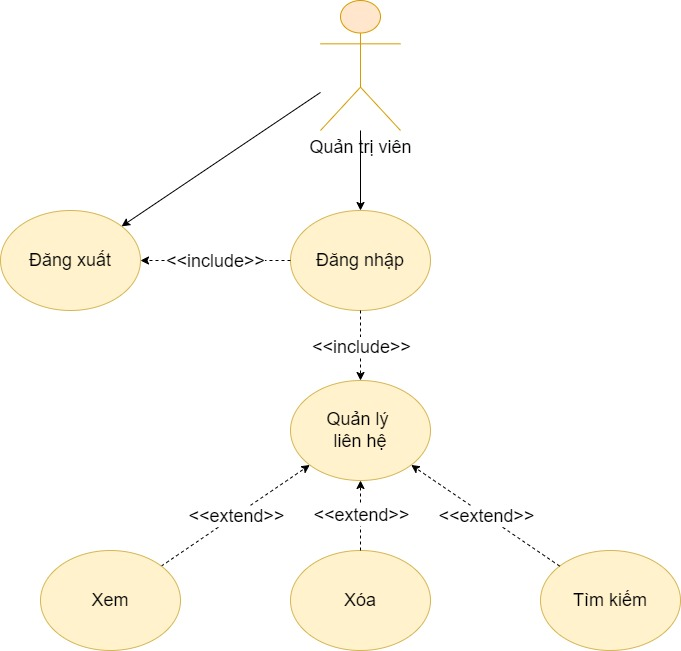 Quản trị viên
Đăng xuất
<<include>>
Đăng nhập
<<include>>
Quản lý
liên hệ
<<extend>>
<<extend>>
<<extend>>
Xem
Xóa
Tìm kiếm